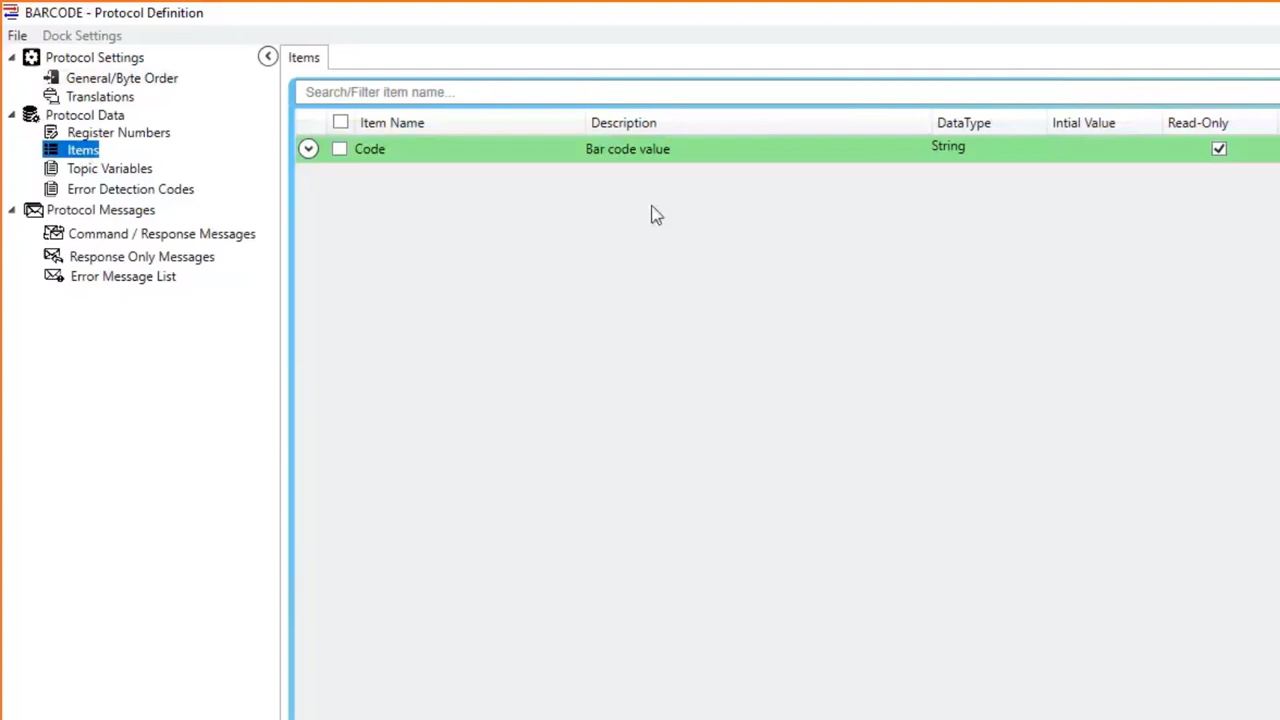 BARCODE - Protocol Definition
File Dock Settings
Protocol Settings
General/Byte Order
Translations
Protocol Data
Register Numbers
Items
Topic Variables
Error Detection Codes
Protocol Messages
Command / Response Messages
Response Only Messages
Error Message List
Items
Search/Filter item name...
Item Name Description DataType Intial Value Read-Only
Code Bar code value String